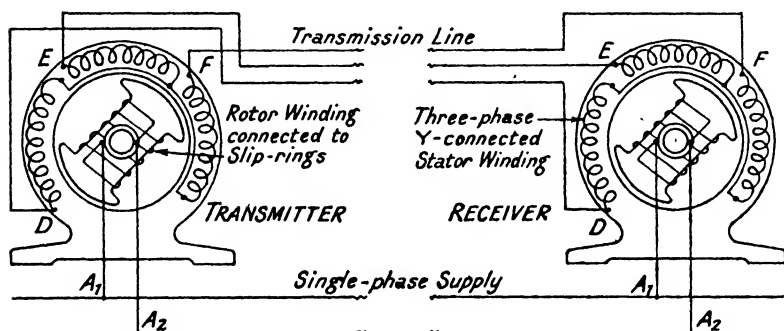 Transmission Line
E
F
E
F
Rotor Winding
connected to
Slip-rings
Three-phase
Y-connected
Stator Winding
D
TRANSMITTER
RECEIVER
D
A1
Single-phase Supply
A1
A2
A2